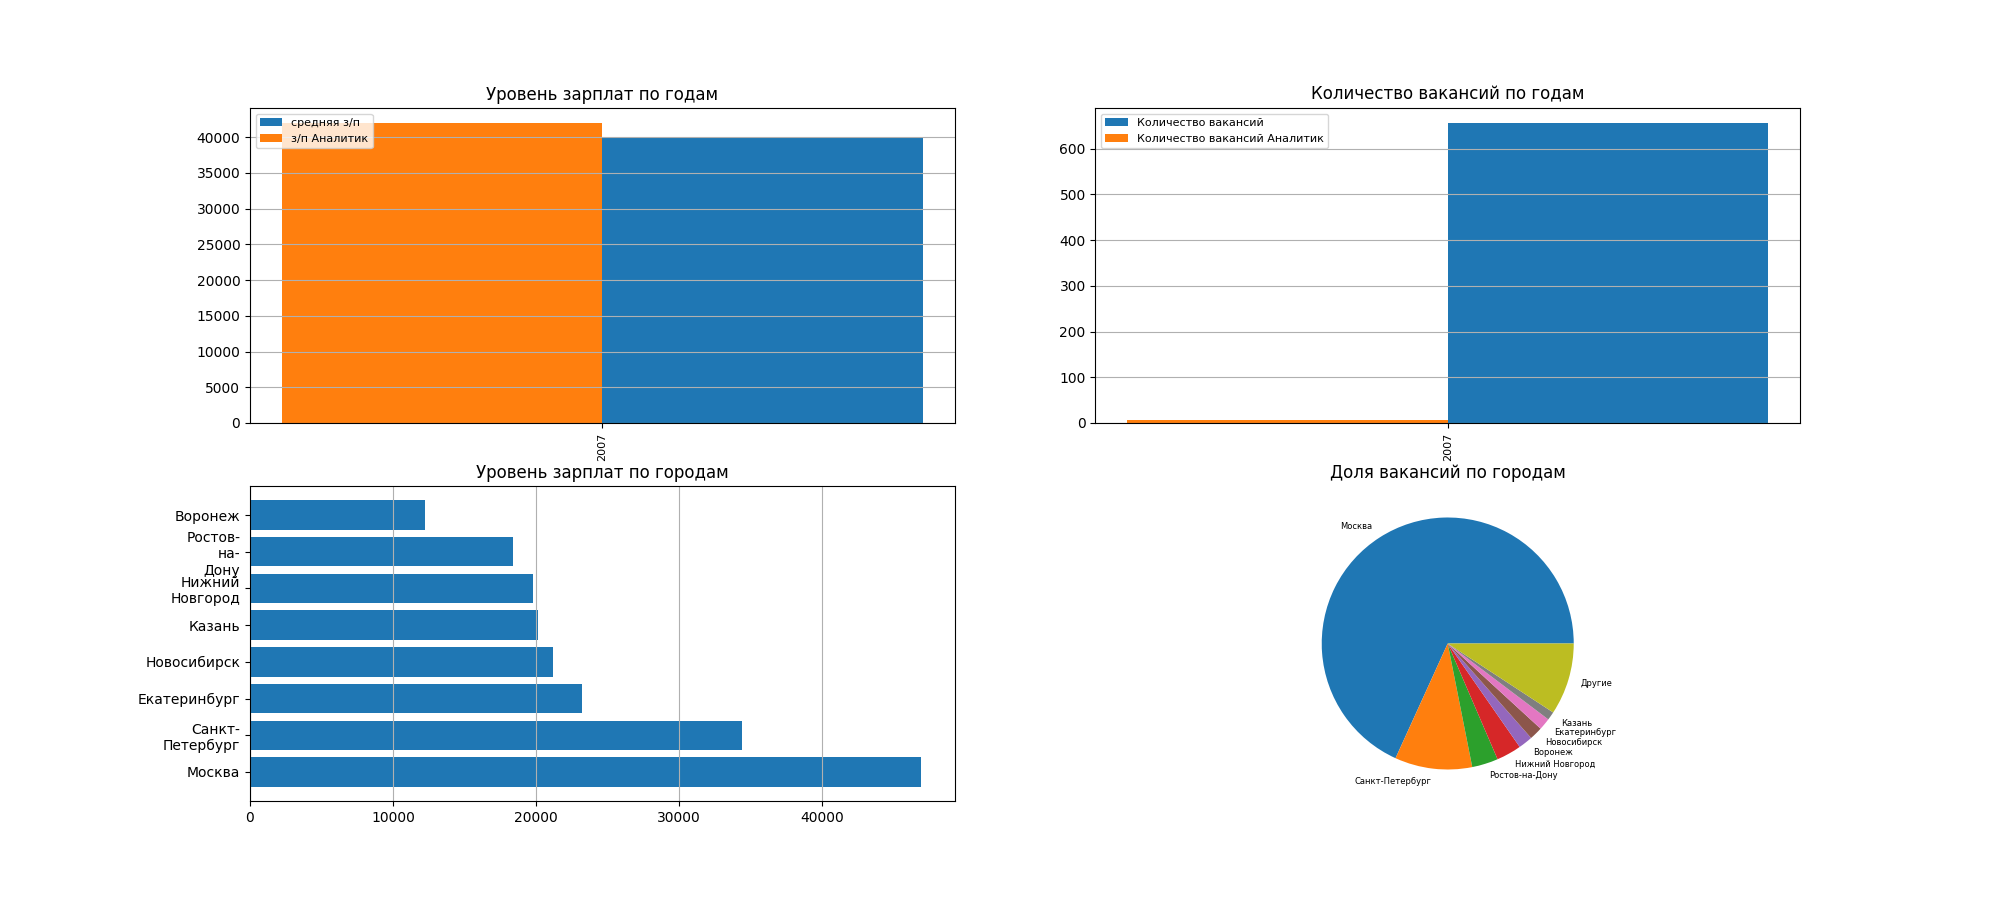 Уровень зарплат по годам
средняя з/п
з/п Аналитик
40000
35000
30000
25000
20000
15000
10000
5000
0
2007
Количество вакансий по годам
Количество вакансий
Количество вакансий Аналитик
600
500
400
300
200
100
0
2007
Уровень зарплат по городам
Воронеж
Ростов-
на-
Дону
Нижний
Новгород
Казань
Новосибирск
Екатеринбург
Санкт-
Петербург
Москва
0 10000 20000 30000 40000
Доля вакансий по городам
Москва
Другие
Казань
Екатеринбург
Новосибирск
Воронеж
Нижний Новгород
Ростов-на-Дону
Санкт-Петербург